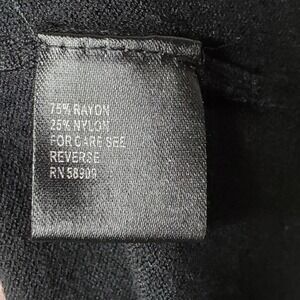 75% RAYON
25% NYLON
FOR CARE SEE
REVERSE
RN 58909